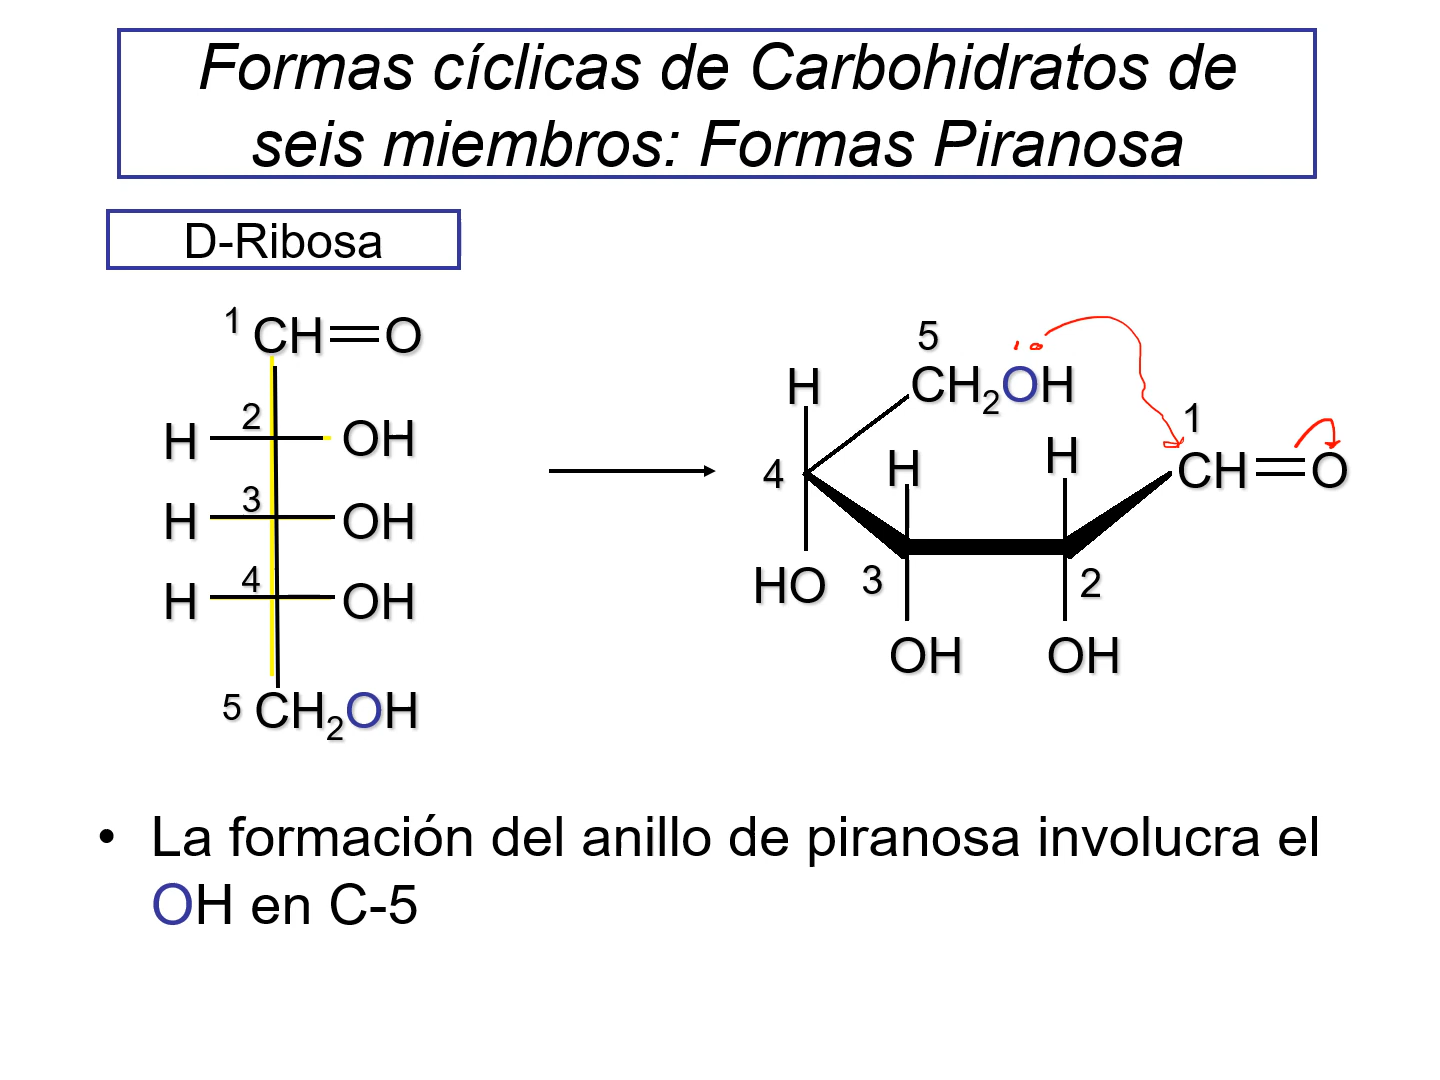 Formas cíclicas de Carbohidratos de
seis miembros: Formas Piranosa
D-Ribosa
1 CH=O
H 2 OH
H 3 OH
H 4 OH
5 CH₂OH
5
H CH₂OH
1
4 H H CH=O
HO 3 2
OH OH
• La formación del anillo de piranosa involucra el
OH en C-5